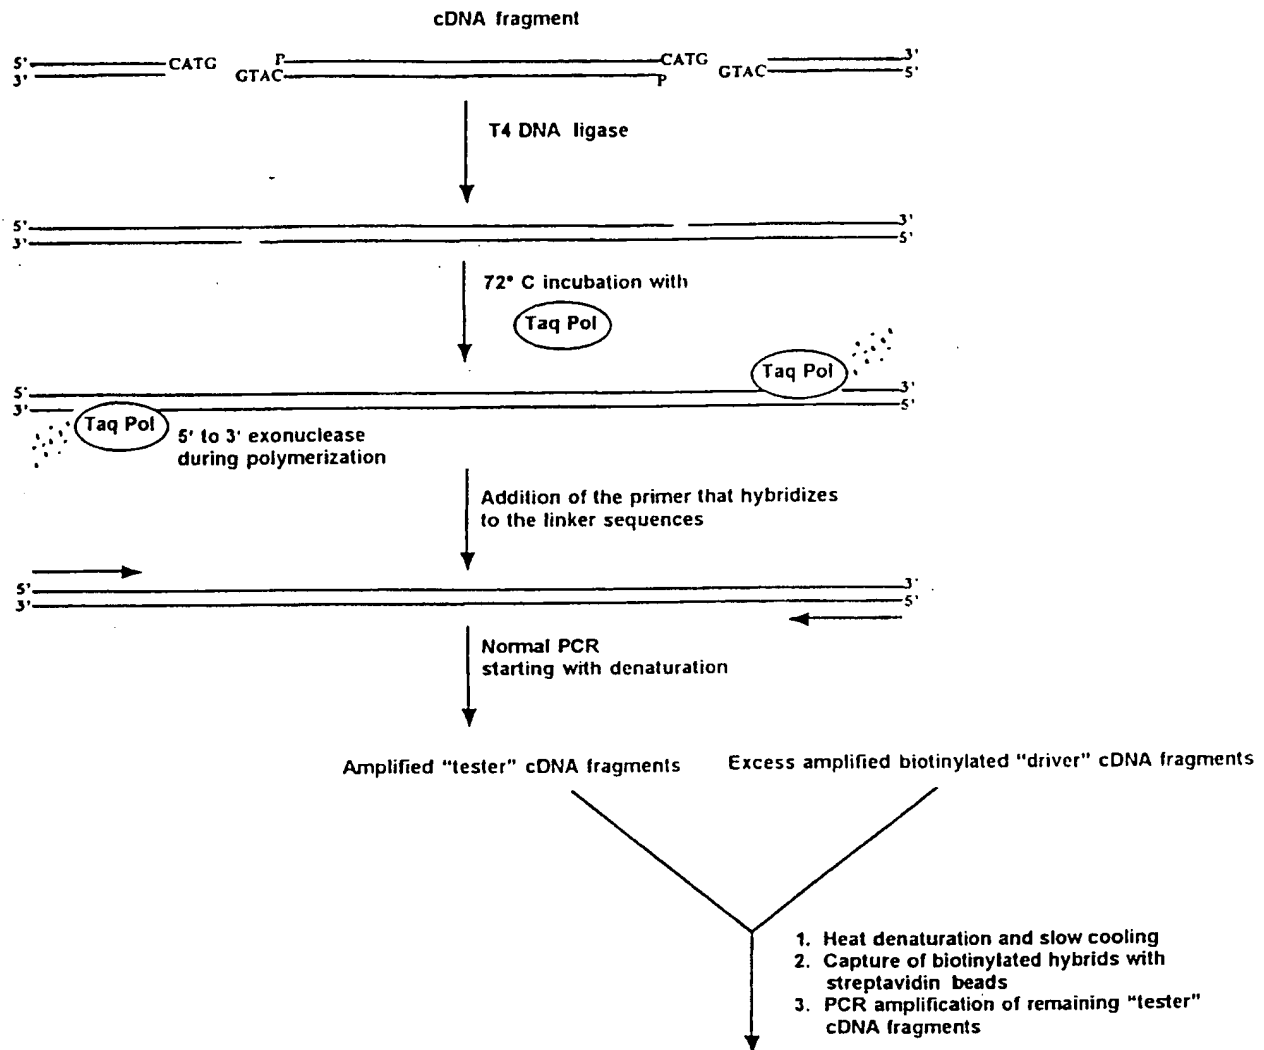 cDNA fragment
5' CATG P CATG 3'
3' GTAC P GTAC 5'
T4 DNA ligase
5' 3'
3' 5'
72° C incubation with
Taq Pol
Taq Pol
5' 3'
3' 5'
Taq Pol
5' to 3' exonuclease
during polymerization
Addition of the primer that hybridizes
to the linker sequences
5' 3'
3' 5'
Normal PCR
starting with denaturation
Amplified "tester" cDNA fragments
Excess amplified biotinylated "driver" cDNA fragments
1. Heat denaturation and slow cooling
2. Capture of biotinylated hybrids with
streptavidin beads
3. PCR amplification of remaining "tester"
cDNA fragments